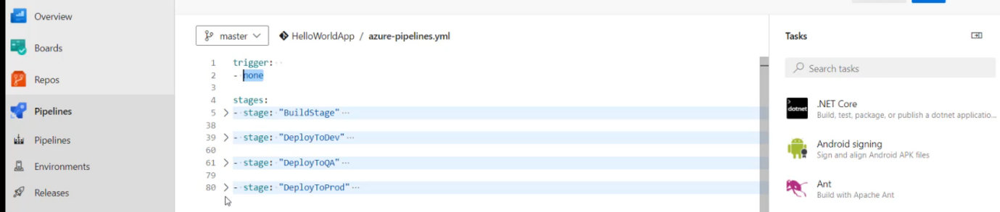 Overview
Boards
Repos
Pipelines
Pipelines
Environments
Releases
master
HelloWorldApp / azure-pipelines.yml
1 trigger:
2 - none
3
4 stages:
5 - stage: "BuildStage" ...
38
39 - stage: "DeployToDev" ...
60
61 - stage: "DeployToQA" ...
79
80 - stage: "DeployToProd" ...
Tasks
Search tasks
dotnet
.NET Core
Build, test, package, or publish a dotnet applicatio...
Android signing
Sign and align Android APK files
Ant
Build with Apache Ant